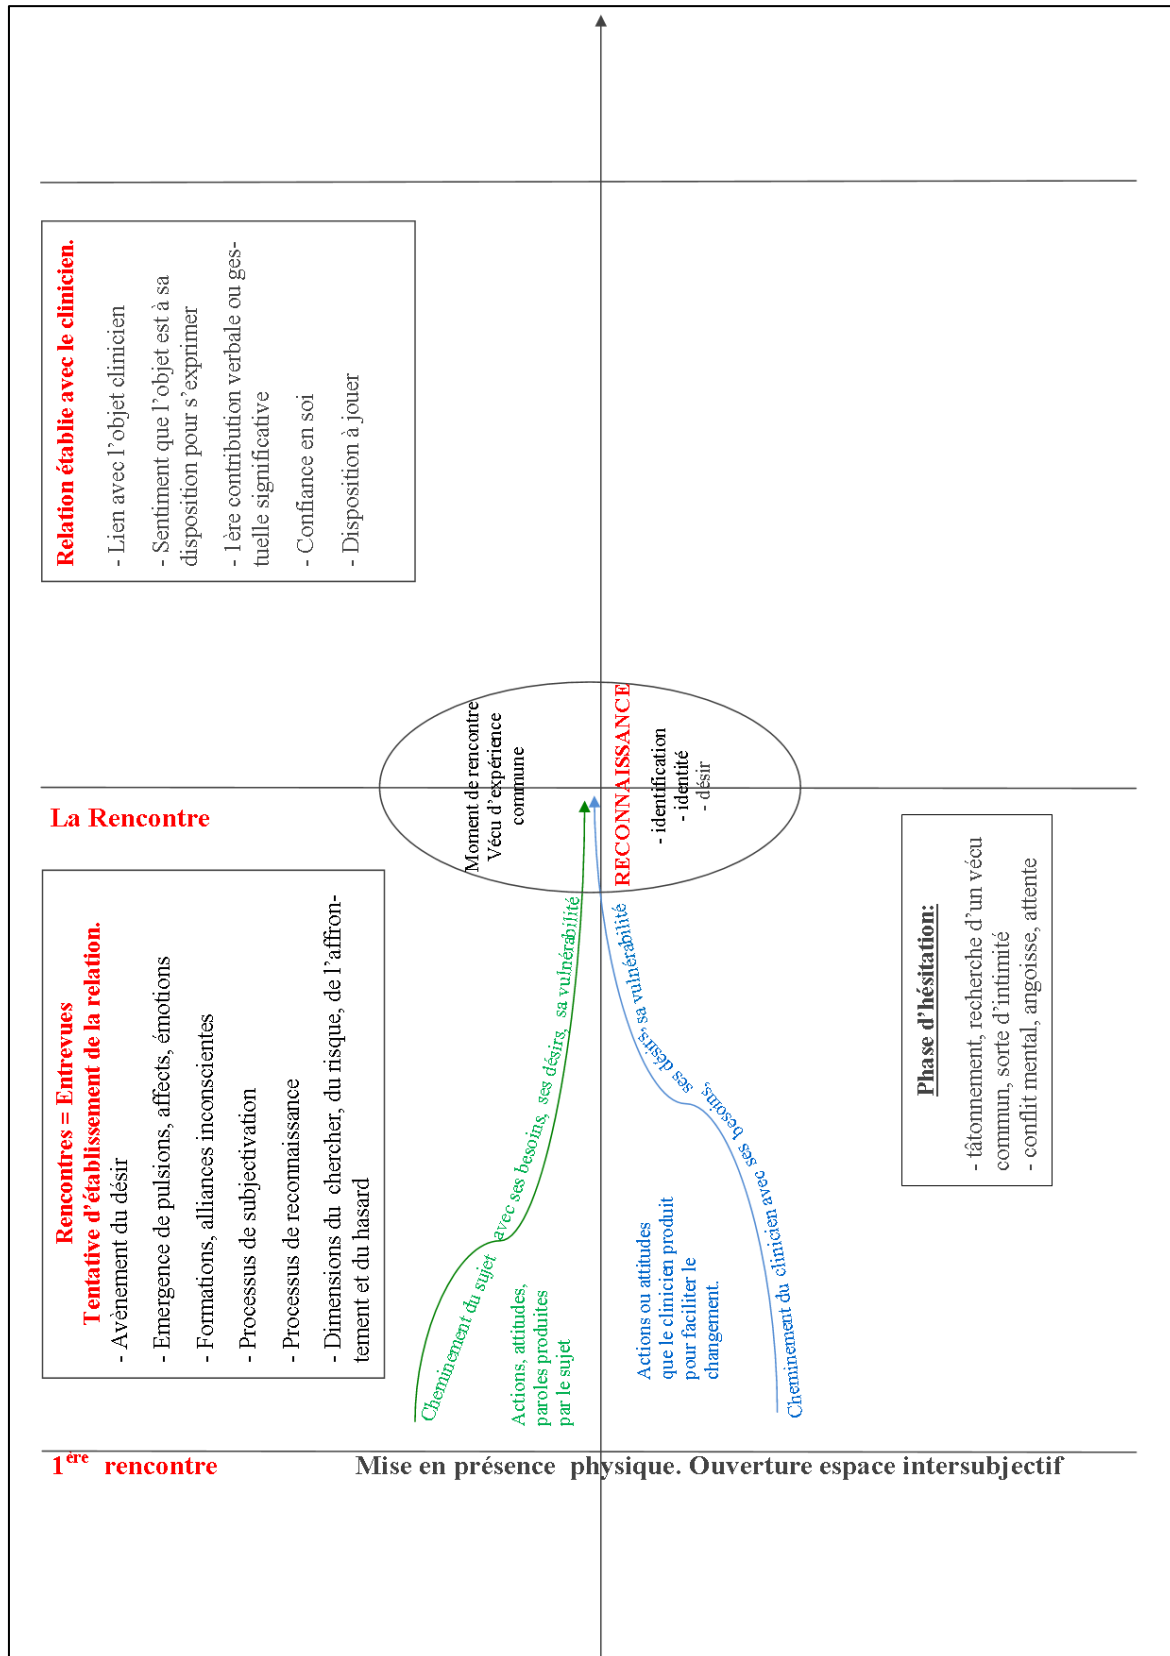 1ère rencontre
Mise en présence physique. Ouverture espace intersubjectif
Rencontres = Entrevues
Tentative d’établissement de la relation.
- Avènement du désir
- Emergence de pulsions, affects, émotions
- Formations, alliances inconscientes
- Processus de subjectivation
- Processus de reconnaissance
- Dimensions du chercher, du risque, de l’affron-
tement et du hasard
Cheminement du sujet avec ses besoins, ses désirs, sa vulnérabilité
Actions, attitudes,
paroles produites
par le sujet
Actions ou attitudes
que le clinicien produit
pour faciliter le
changement.
Cheminement du clinicien avec ses besoins, ses désirs, sa vulnérabilité
Phase d’hésitation:
- tâtonnement, recherche d’un vécu
commun, sorte d’intimité
- conflit mental, angoisse, attente
La Rencontre
Moment de rencontre
Vécu d’expérience
commune
RECONNAISSANCE
- identification
- identité
- désir
Relation établie avec le clinicien.
- Lien avec l’objet clinicien
- Sentiment que l’objet est à sa
disposition pour s’exprimer
- 1ère contribution verbale ou ges-
tuelle significative
- Confiance en soi
- Disposition à jouer